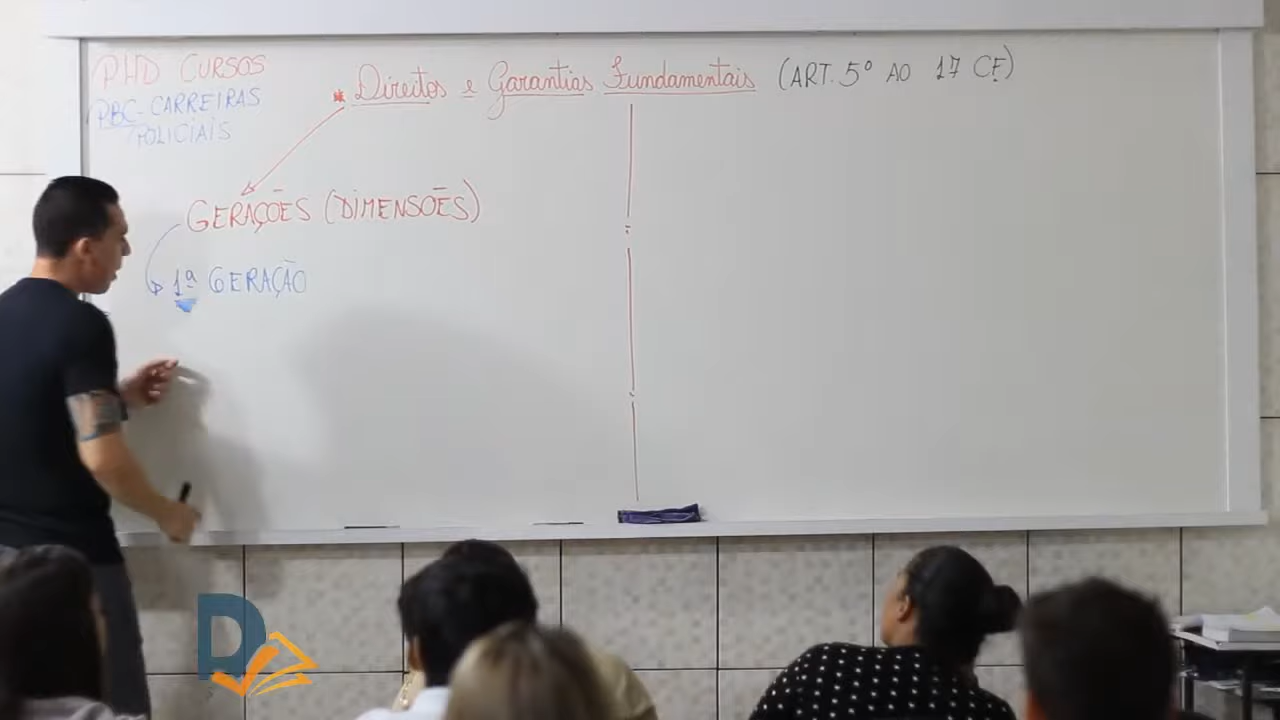 PHD CURSOS
PBC - CARREIRAS
POLICIAIS
* Direitos e Garantias Fundamentais (ART. 5º AO 17 CF)
GERAÇÕES (DIMENSÕES)
1ª GERAÇÃO